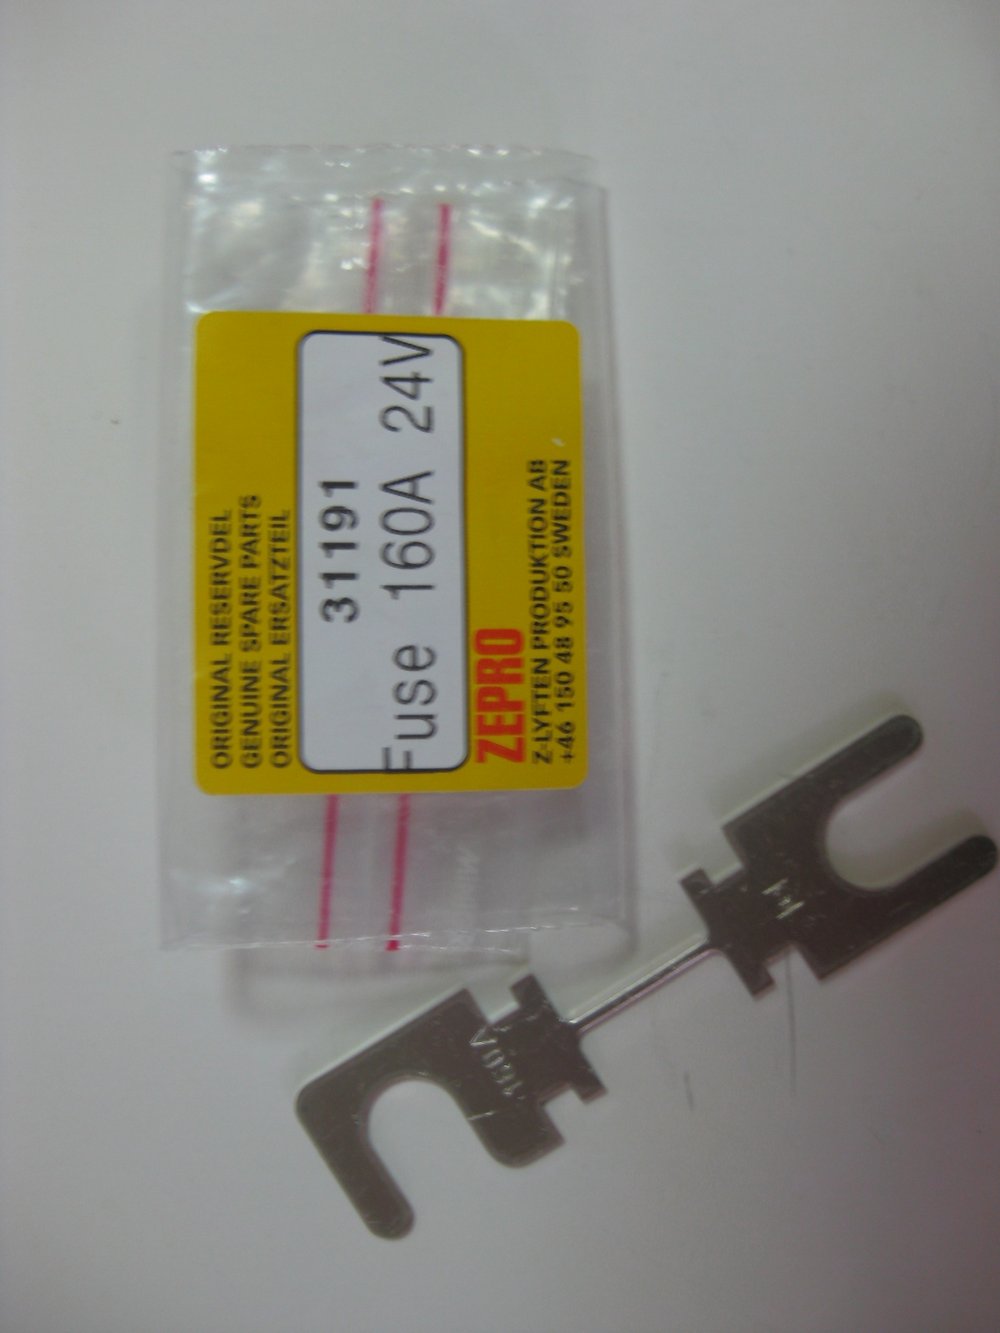 ORIGINAL RESERVDEL
GENUINE SPARE PARTS
ORIGINAL ERSATZTEIL
31191
Fuse 160A 24V
ZEPRO
Z-LYFTEN PRODUKTION AB
+46 150 48 95 50 SWEDEN
160A